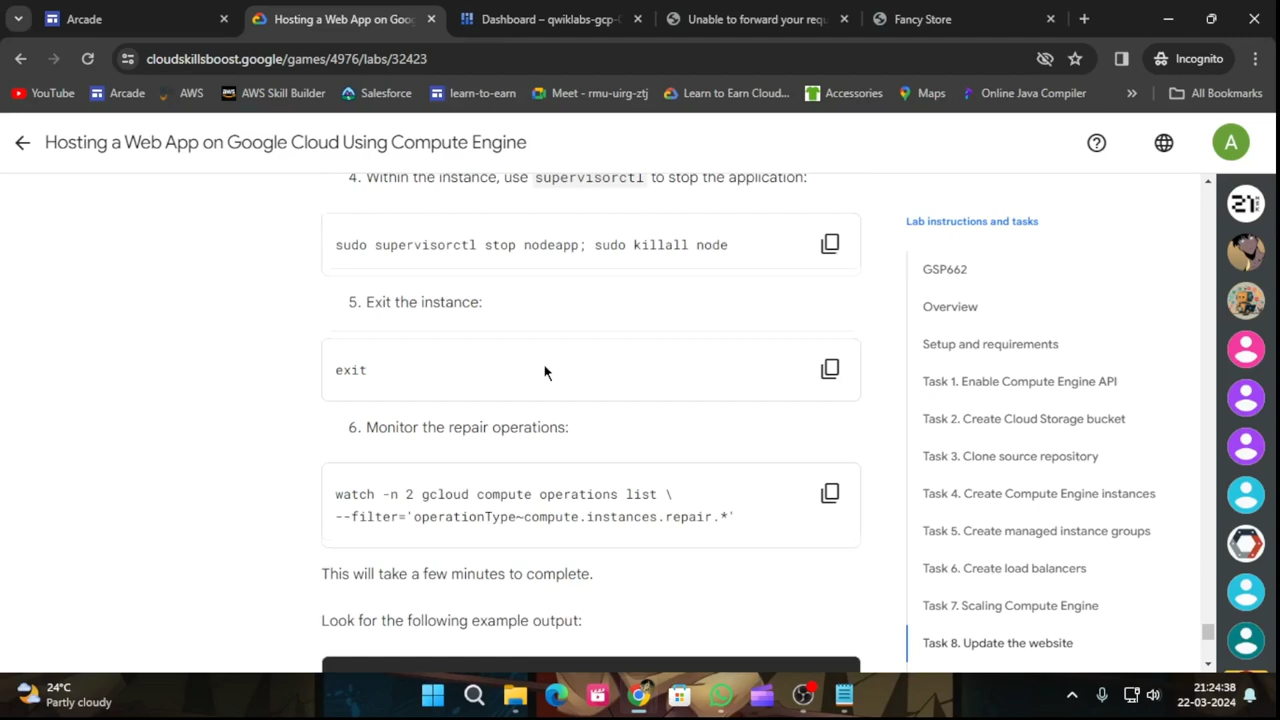 Arcade
Hosting a Web App on Goog
Dashboard – qwiklabs-gcp-
Unable to forward your requ
Fancy Store
cloudskillsboost.google/games/4976/labs/32423
Incognito
YouTube
Arcade
AWS
AWS Skill Builder
Salesforce
learn-to-earn
Meet - rmu-uirg-ztj
Learn to Earn Cloud...
Accessories
Maps
Online Java Compiler
All Bookmarks
Hosting a Web App on Google Cloud Using Compute Engine
A
4. Within the instance, use supervisorctl to stop the application:
sudo supervisorctl stop nodeapp; sudo killall node
5. Exit the instance:
exit
6. Monitor the repair operations:
watch -n 2 gcloud compute operations list \
--filter='operationType~compute.instances.repair.*'
This will take a few minutes to complete.
Look for the following example output:
Lab instructions and tasks
GSP662
Overview
Setup and requirements
Task 1. Enable Compute Engine API
Task 2. Create Cloud Storage bucket
Task 3. Clone source repository
Task 4. Create Compute Engine instances
Task 5. Create managed instance groups
Task 6. Create load balancers
Task 7. Scaling Compute Engine
Task 8. Update the website
21
24°C
Partly cloudy
21:24:38
22-03-2024